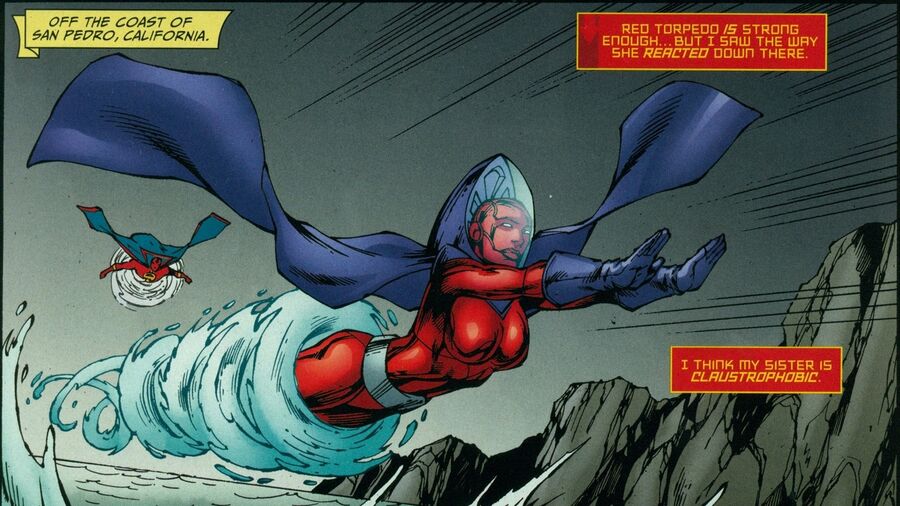 OFF THE COAST OF
SAN PEDRO, CALIFORNIA.
RED TORPEDO IS STRONG
ENOUGH...BUT I SAW THE WAY
SHE REACTED DOWN THERE.
I THINK MY SISTER IS
CLAUSTROPHOBIC.